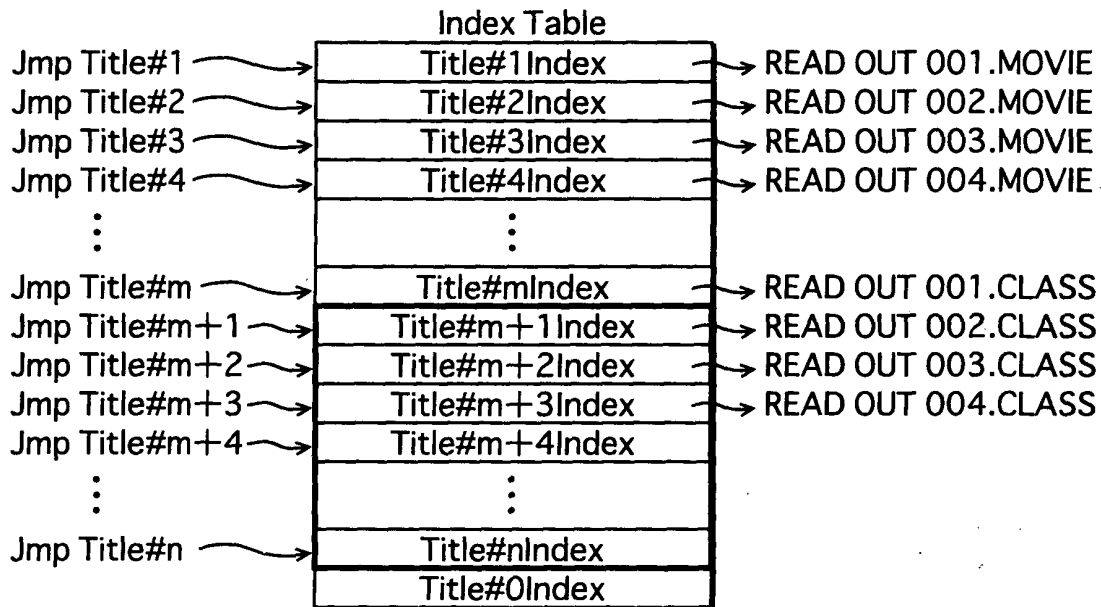 Index Table
Jmp Title#1 Title#1Index READ OUT 001.MOVIE
Jmp Title#2 Title#2Index READ OUT 002.MOVIE
Jmp Title#3 Title#3Index READ OUT 003.MOVIE
Jmp Title#4 Title#4Index READ OUT 004.MOVIE
Jmp Title#m Title#mIndex READ OUT 001.CLASS
Jmp Title#m+1 Title#m+1Index READ OUT 002.CLASS
Jmp Title#m+2 Title#m+2Index READ OUT 003.CLASS
Jmp Title#m+3 Title#m+3Index READ OUT 004.CLASS
Jmp Title#m+4 Title#m+4Index
Jmp Title#n Title#nIndex
Title#0Index